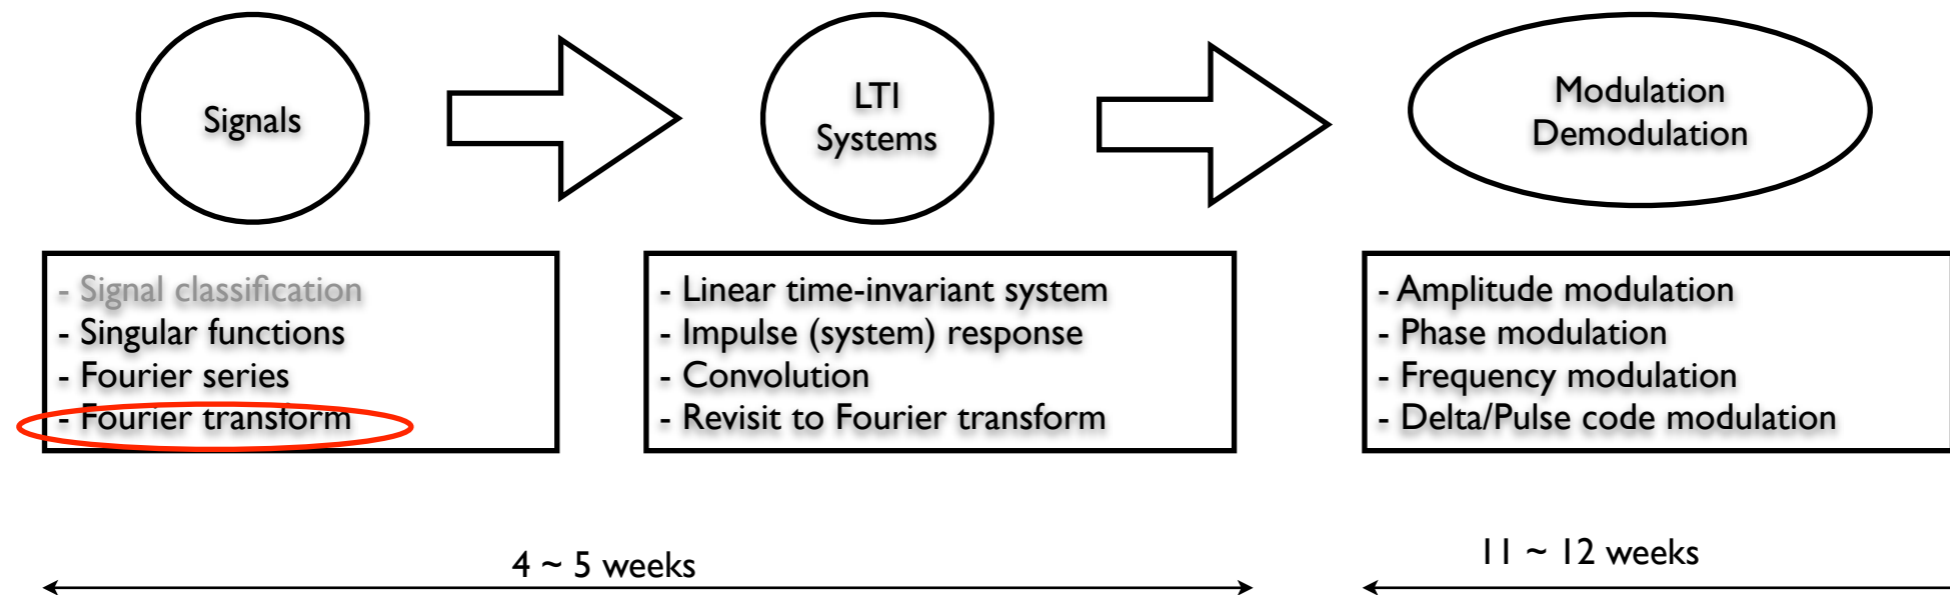 Signals
LTI
Systems
Modulation
Demodulation
- Signal classification
- Singular functions
- Fourier series
- Fourier transform
- Linear time-invariant system
- Impulse (system) response
- Convolution
- Revisit to Fourier transform
- Amplitude modulation
- Phase modulation
- Frequency modulation
- Delta/Pulse code modulation
4 ~ 5 weeks
11 ~ 12 weeks